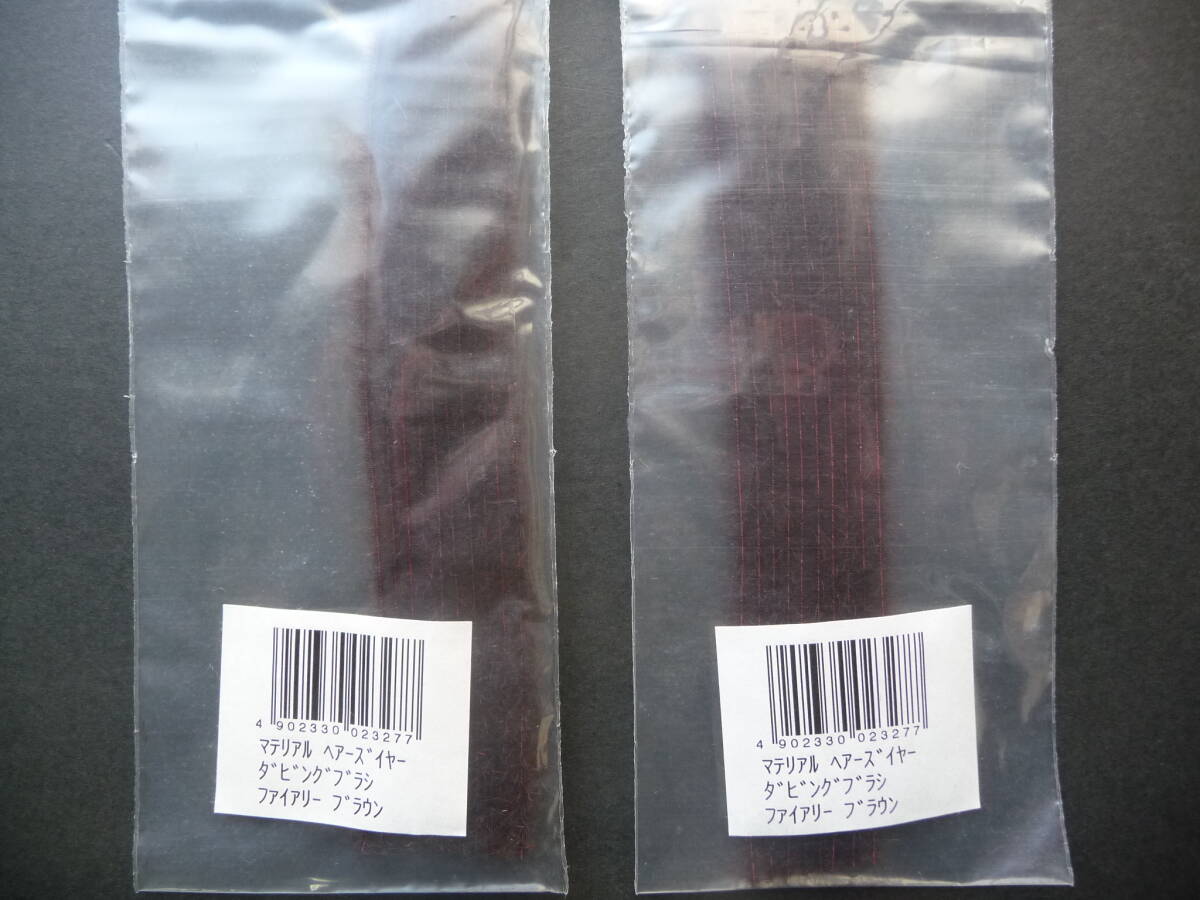 4 902330 023277
ﾏﾃﾘｱﾙ ﾍｱｰｽﾞｲﾔｰ
ﾀﾞﾋﾞﾝｸﾞﾌﾞﾗｼ
ﾌｧｲｱﾘｰ ﾌﾞﾗｳﾝ
4 902330 023277
ﾏﾃﾘｱﾙ ﾍｱｰｽﾞｲﾔｰ
ﾀﾞﾋﾞﾝｸﾞﾌﾞﾗｼ
ﾌｧｲｱﾘｰ ﾌﾞﾗｳﾝ